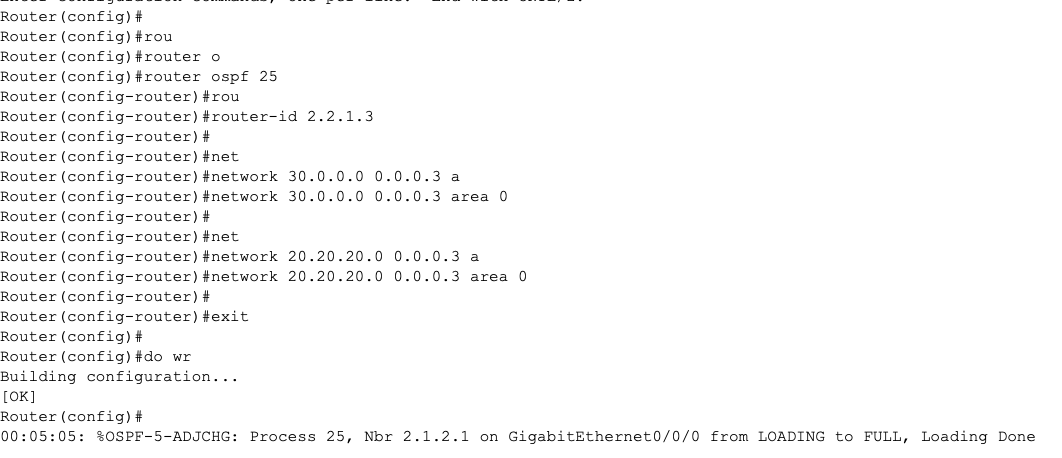 Router(config)#
Router(config)#rou
Router(config)#router o
Router(config)#router ospf 25
Router(config-router)#rou
Router(config-router)#router-id 2.2.1.3
Router(config-router)#
Router(config-router)#net
Router(config-router)#network 30.0.0.0 0.0.0.3 a
Router(config-router)#network 30.0.0.0 0.0.0.3 area 0
Router(config-router)#
Router(config-router)#net
Router(config-router)#network 20.20.20.0 0.0.0.3 a
Router(config-router)#network 20.20.20.0 0.0.0.3 area 0
Router(config-router)#
Router(config-router)#exit
Router(config)#
Router(config)#do wr
Building configuration...
[OK]
Router(config)#
00:05:05: %OSPF-5-ADJCHG: Process 25, Nbr 2.1.2.1 on GigabitEthernet0/0/0 from LOADING to FULL, Loading Done